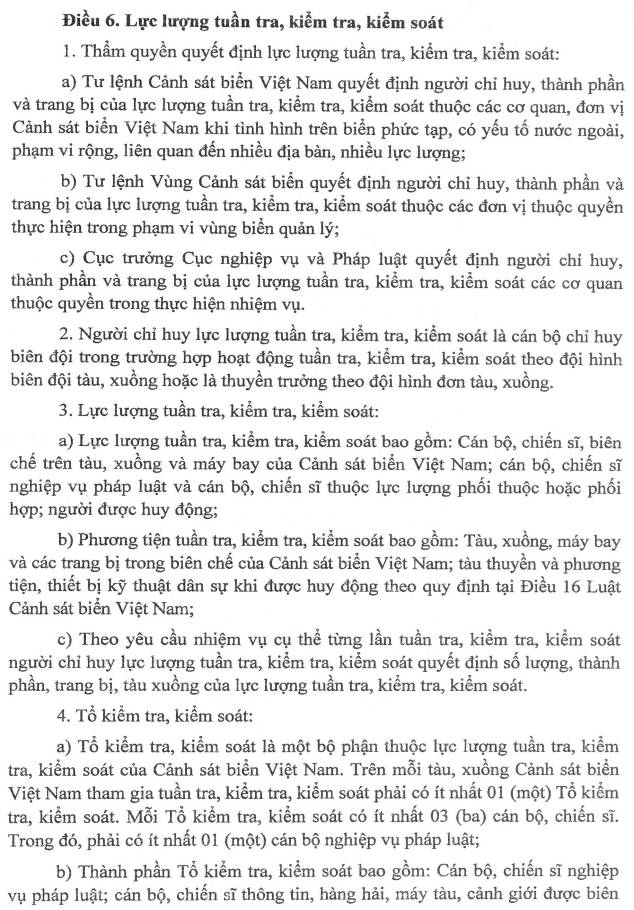 Điều 6. Lực lượng tuần tra, kiểm tra, kiểm soát
1. Thẩm quyền quyết định lực lượng tuần tra, kiểm tra, kiểm soát:
a) Tư lệnh Cảnh sát biển Việt Nam quyết định người chỉ huy, thành phần
và trang bị của lực lượng tuần tra, kiểm tra, kiểm soát thuộc các cơ quan, đơn vị
Cảnh sát biển Việt Nam khi tình hình trên biển phức tạp, có yếu tố nước ngoài,
phạm vi rộng, liên quan đến nhiều địa bàn, nhiều lực lượng;
b) Tư lệnh Vùng Cảnh sát biển quyết định người chỉ huy, thành phần và
trang bị của lực lượng tuần tra, kiểm tra, kiểm soát thuộc các đơn vị thuộc quyền
thực hiện trong phạm vi vùng biển quản lý;
c) Cục trưởng Cục nghiệp vụ và Pháp luật quyết định người chỉ huy,
thành phần và trang bị của lực lượng tuần tra, kiểm tra, kiểm soát các cơ quan
thuộc quyền trong thực hiện nhiệm vụ.
2. Người chỉ huy lực lượng tuần tra, kiểm tra, kiểm soát là cán bộ chỉ huy
biên đội trong trường hợp hoạt động tuần tra, kiểm tra, kiểm soát theo đội hình
biên đội tàu, xuồng hoặc là thuyền trưởng theo đội hình đơn tàu, xuồng.
3. Lực lượng tuần tra, kiểm tra, kiểm soát:
a) Lực lượng tuần tra, kiểm tra, kiểm soát bao gồm: Cán bộ, chiến sĩ, biên
chế trên tàu, xuồng và máy bay của Cảnh sát biển Việt Nam; cán bộ, chiến sĩ
nghiệp vụ pháp luật và cán bộ, chiến sĩ thuộc lực lượng phối thuộc hoặc phối
hợp; người được huy động;
b) Phương tiện tuần tra, kiểm tra, kiểm soát bao gồm: Tàu, xuồng, máy bay
và các trang bị trong biên chế của Cảnh sát biển Việt Nam; tàu thuyền và phương
tiện, thiết bị kỹ thuật dân sự khi được huy động theo quy định tại Điều 16 Luật
Cảnh sát biển Việt Nam;
c) Theo yêu cầu nhiệm vụ cụ thể từng lần tuần tra, kiểm tra, kiểm soát
người chỉ huy lực lượng tuần tra, kiểm tra, kiểm soát quyết định số lượng, thành
phần, trang bị, tàu xuồng của lực lượng tuần tra, kiểm tra, kiểm soát.
4. Tổ kiểm tra, kiểm soát:
a) Tổ kiểm tra, kiểm soát là một bộ phận thuộc lực lượng tuần tra, kiểm
tra, kiểm soát của Cảnh sát biển Việt Nam. Trên mỗi tàu, xuồng Cảnh sát biển
Việt Nam tham gia tuần tra, kiểm tra, kiểm soát phải có ít nhất 01 (một) Tổ kiểm
tra, kiểm soát. Mỗi Tổ kiểm tra, kiểm soát có ít nhất 03 (ba) cán bộ, chiến sĩ.
Trong đó, phải có ít nhất 01 (một) cán bộ nghiệp vụ pháp luật;
b) Thành phần Tổ kiểm tra, kiểm soát bao gồm: Cán bộ, chiến sĩ nghiệp
vụ pháp luật; cán bộ, chiến sĩ thông tin, hàng hải, máy tàu, cảnh giới được biên